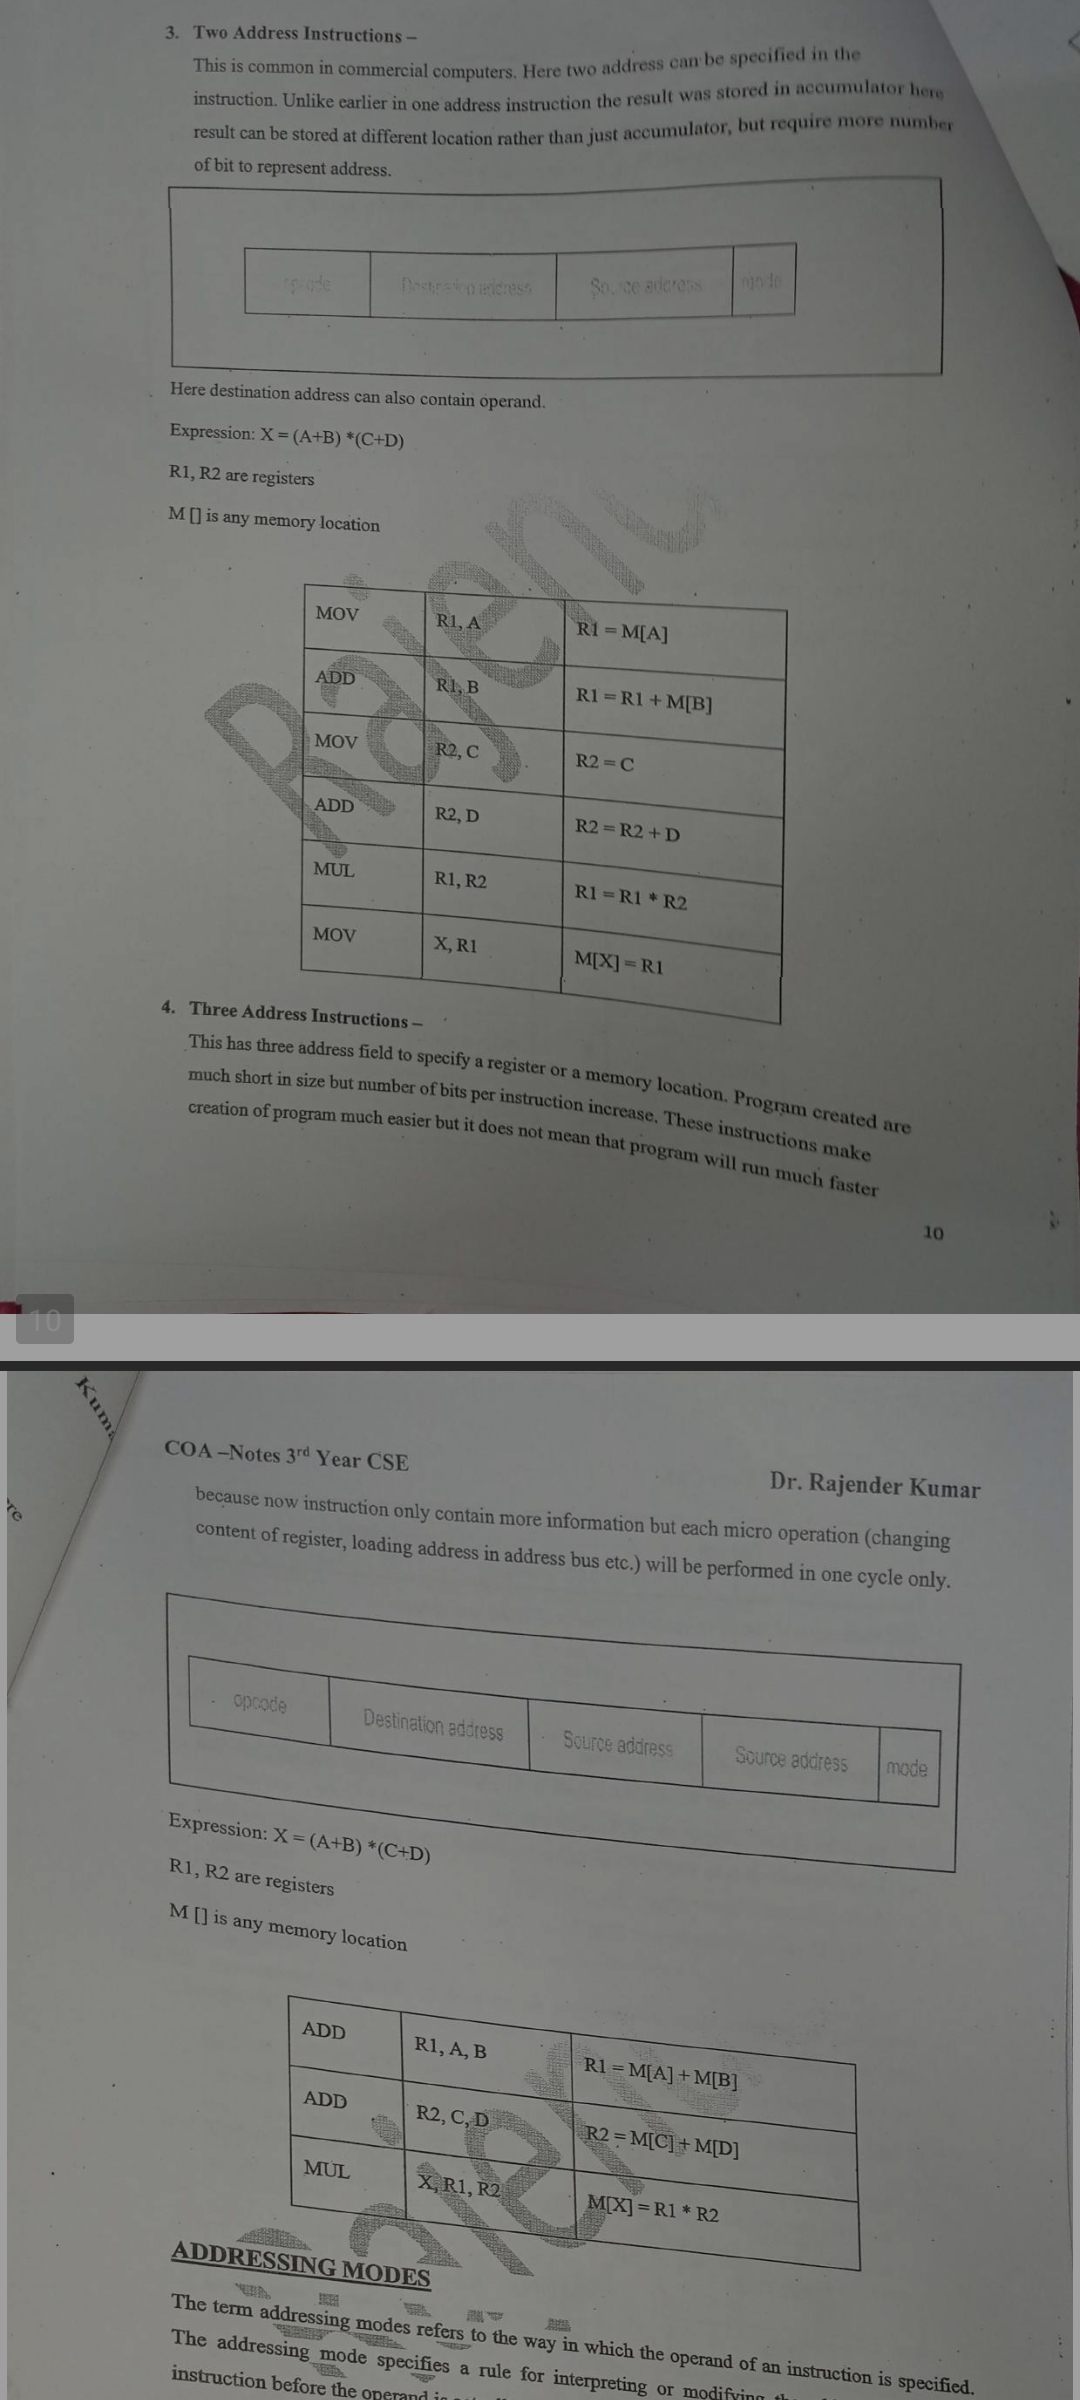 3. Two Address Instructions –
This is common in commercial computers. Here two address can be specified in the
instruction. Unlike earlier in one address instruction the result was stored in accumulator here
result can be stored at different location rather than just accumulator, but require more number
of bit to represent address.
opcode Destination address Source address mode
Here destination address can also contain operand.
Expression: X = (A+B) *(C+D)
R1, R2 are registers
M [] is any memory location
MOV R1, A R1 = M[A]
ADD R1, B R1 = R1 + M[B]
MOV R2, C R2 = C
ADD R2, D R2 = R2 + D
MUL R1, R2 R1 = R1 * R2
MOV X, R1 M[X] = R1
4. Three Address Instructions –
This has three address field to specify a register or a memory location. Program created are
much short in size but number of bits per instruction increase. These instructions make
creation of program much easier but it does not mean that program will run much faster
10
10
Kum
COA –Notes 3rd Year CSE
Dr. Rajender Kumar
because now instruction only contain more information but each micro operation (changing
content of register, loading address in address bus etc.) will be performed in one cycle only.
opcode Destination address Source address Source address mode
Expression: X = (A+B) *(C+D)
R1, R2 are registers
M [] is any memory location
ADD R1, A, B R1 = M[A] + M[B]
ADD R2, C, D R2 = M[C] + M[D]
MUL X, R1, R2 M[X] = R1 * R2
ADDRESSING MODES
The term addressing modes refers to the way in which the operand of an instruction is specified.
The addressing mode specifies a rule for interpreting or modifying
instruction before the operand